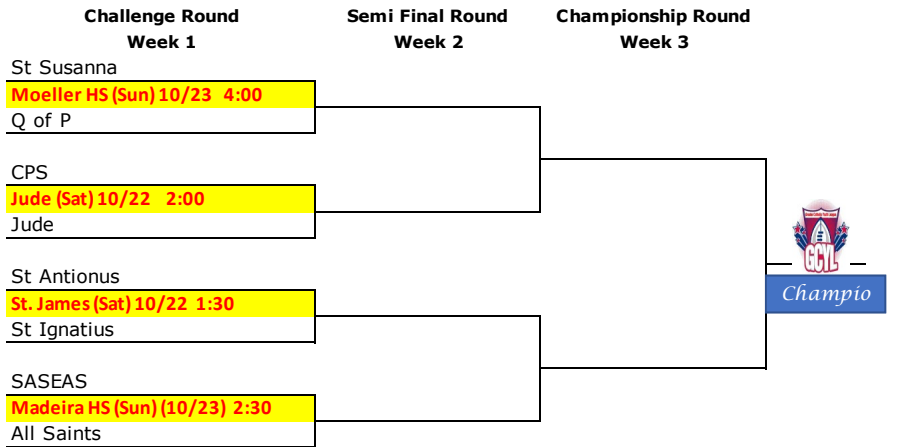 Challenge Round
Week 1
Semi Final Round
Week 2
Championship Round
Week 3
St Susanna
Moeller HS (Sun) 10/23 4:00
Q of P
CPS
Jude (Sat) 10/22 2:00
Jude
St Antionus
St. James (Sat) 10/22 1:30
St Ignatius
SASEAS
Madeira HS (Sun) (10/23) 2:30
All Saints
GCYL
Champio